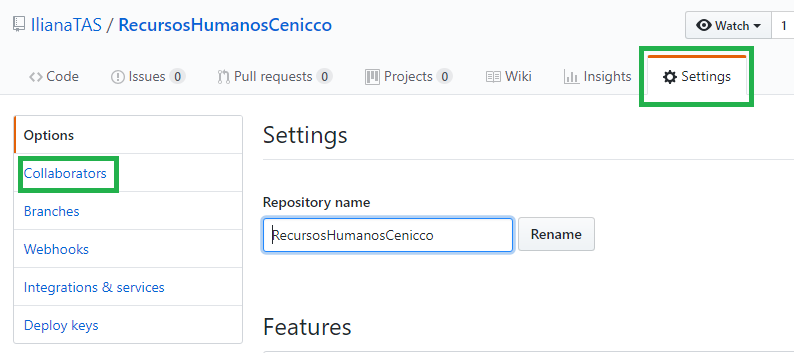 IlianaTAS / RecursosHumanosCenicco
Watch 1
Code Issues 0 Pull requests 0 Projects 0 Wiki Insights Settings
Options
Collaborators
Branches
Webhooks
Integrations & services
Deploy keys
Settings
Repository name
RecursosHumanosCenicco Rename
Features